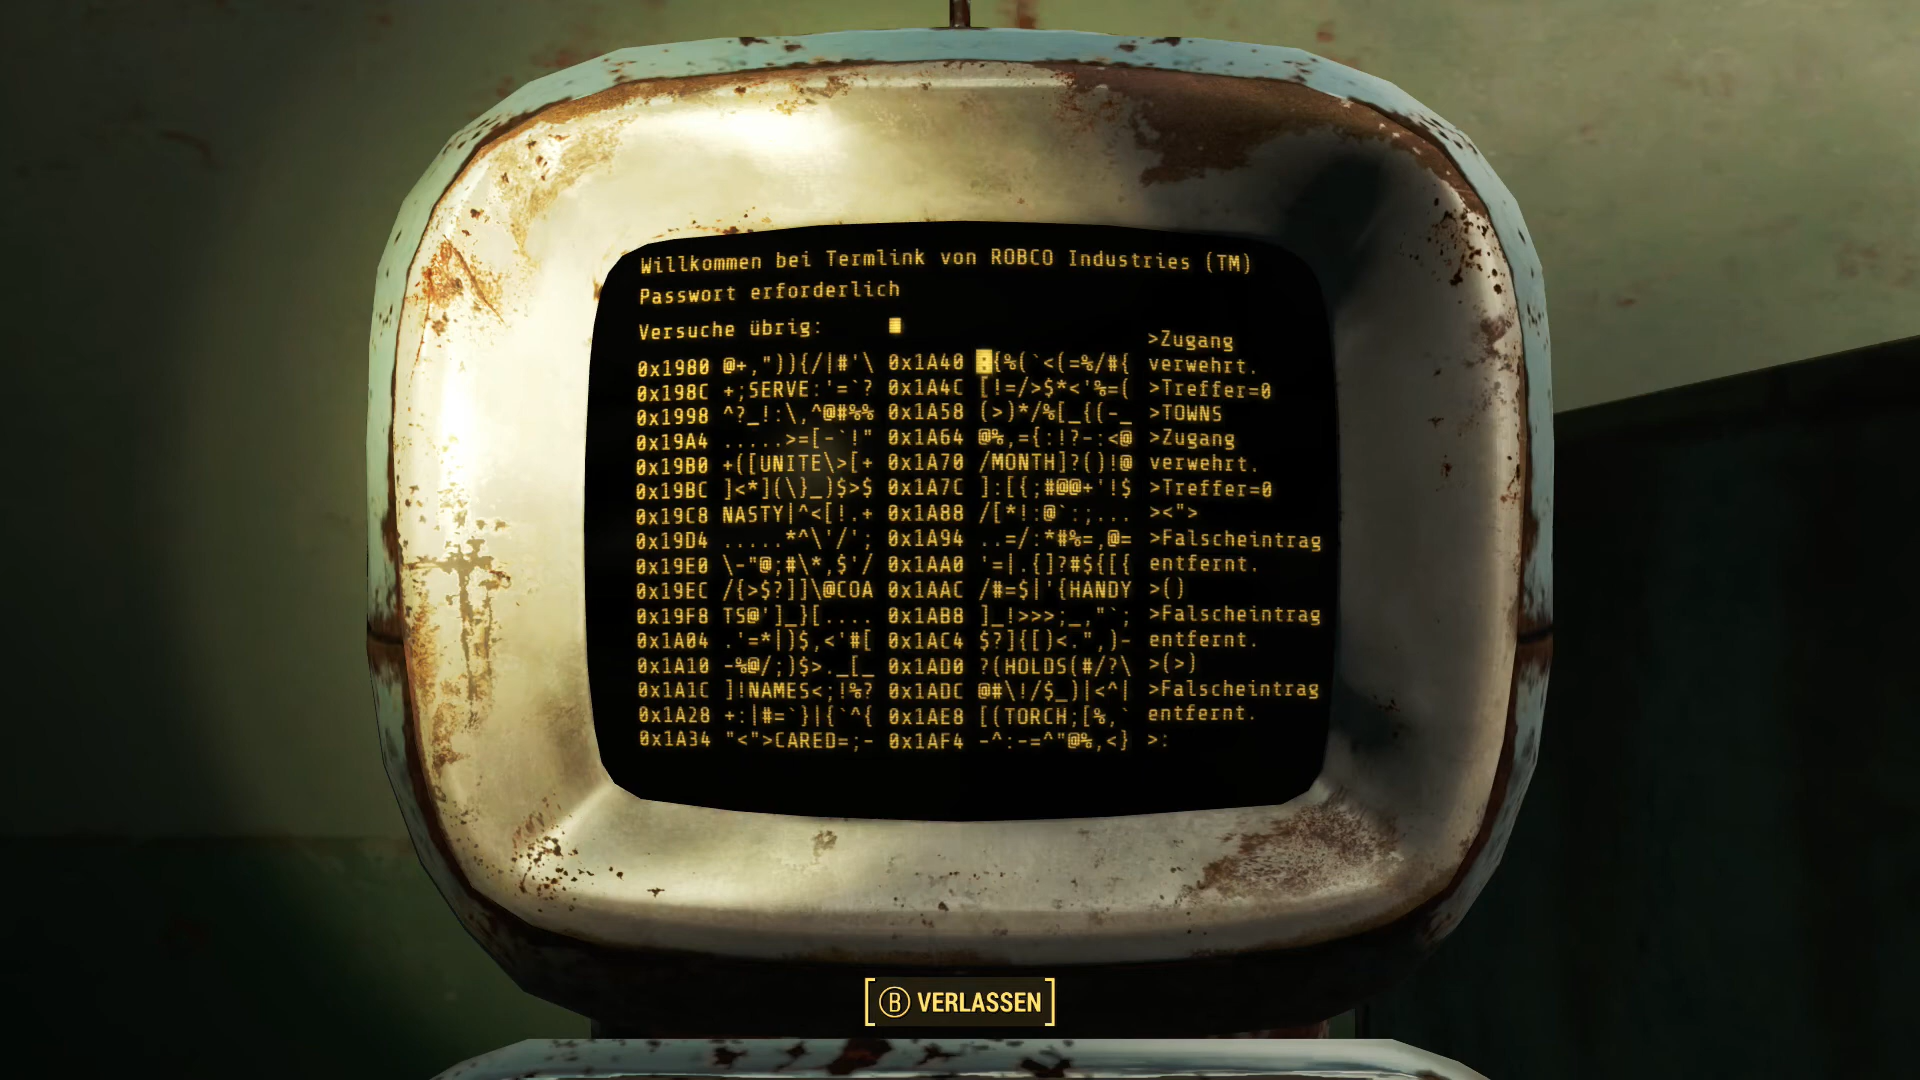 Willkommen bei Termlink von ROBCO Industries (TM)
Passwort erforderlich
Versuche übrig:
0x1980 @+,")){/|#'\
0x198C +;SERVE:'=`?
0x1998 ^?_!:\,^@#%%
0x19A4 .....>=[-`!"
0x19B0 +([UNITE\>[+
0x19BC ]<*](\}_)$>$
0x19C8 NASTY|^<[!.+
0x19D4 .....*^\'/';
0x19E0 \-"@;#\*,$'/
0x19EC /{>$?]]\@COA
0x19F8 TS@']_}[....
0x1A04 .'=*|)$,<'#[
0x1A10 -%@/;)$>._[_
0x1A1C ]!NAMES<;!%?
0x1A28 +:|#=`}|{`^{
0x1A34 "<">CARED=;-
0x1A40 :{%(`<(=%/#{
0x1A4C [!=/>$*<'%=(
0x1A58 (>)*/%[_{(-_
0x1A64 @%,={:!?-:<@
0x1A70 /MONTH]?()!@
0x1A7C ]:[{;#@@+'!$
0x1A88 /[*!:@`:;...
0x1A94 ..=/:*#%=,@=
0x1AA0 '=|.{]?#${[{
0x1AAC /#=$|'{HANDY
0x1AB8 ]_!>>>;_,"`;
0x1AC4 $?]{[)<.",)-
0x1AD0 ?(HOLDS(#/?\
0x1ADC @#\!/$_)|<^|
0x1AE8 [(TORCH;[%,`
0x1AF4 -^:-=^"@%,<}
>Zugang
verwehrt.
>Treffer=0
>TOWNS
>Zugang
verwehrt.
>Treffer=0
><">
>Falscheintrag
entfernt.
>()
>Falscheintrag
entfernt.
>(>)
>Falscheintrag
entfernt.
>:
B VERLASSEN